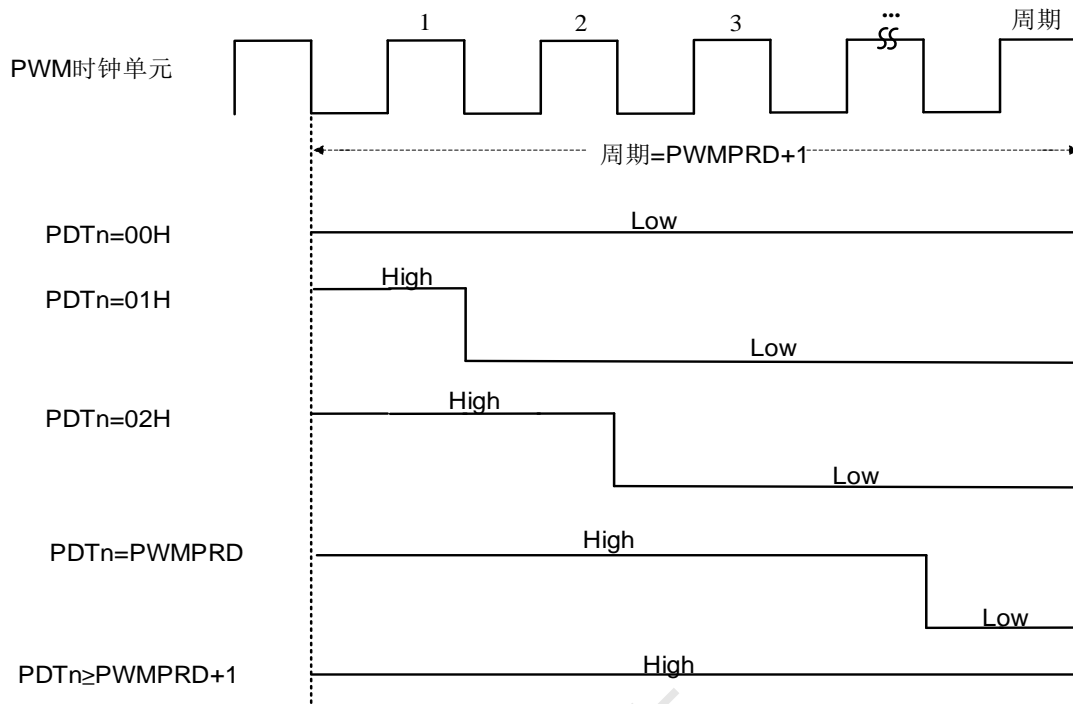 1 2 3 ... 周期
PWM时钟单元
周期=PWMPRD+1
PDTn=00H Low
PDTn=01H High
Low
PDTn=02H High
Low
PDTn=PWMPRD High
Low
PDTn≥PWMPRD+1 High